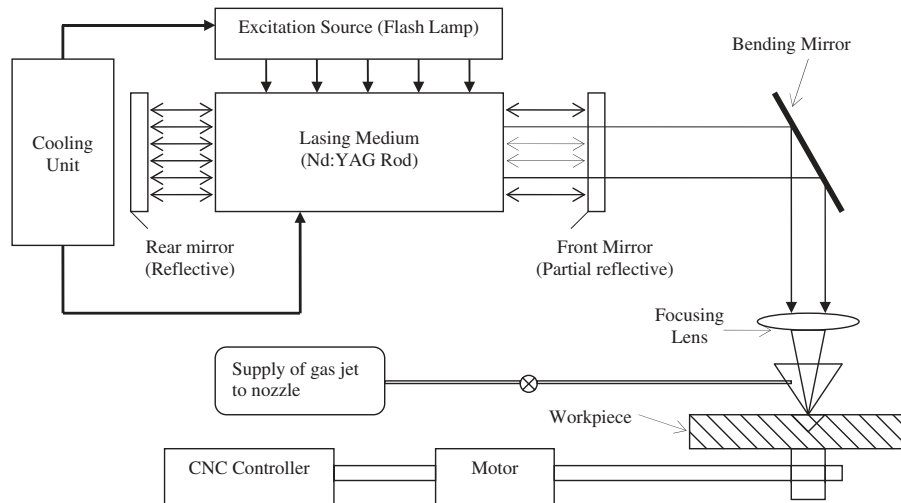 Excitation Source (Flash Lamp)
Bending Mirror
Cooling
Unit
Lasing Medium
(Nd:YAG Rod)
Rear mirror
(Reflective)
Front Mirror
(Partial reflective)
Focusing
Lens
Supply of gas jet
to nozzle
Workpiece
CNC Controller
Motor